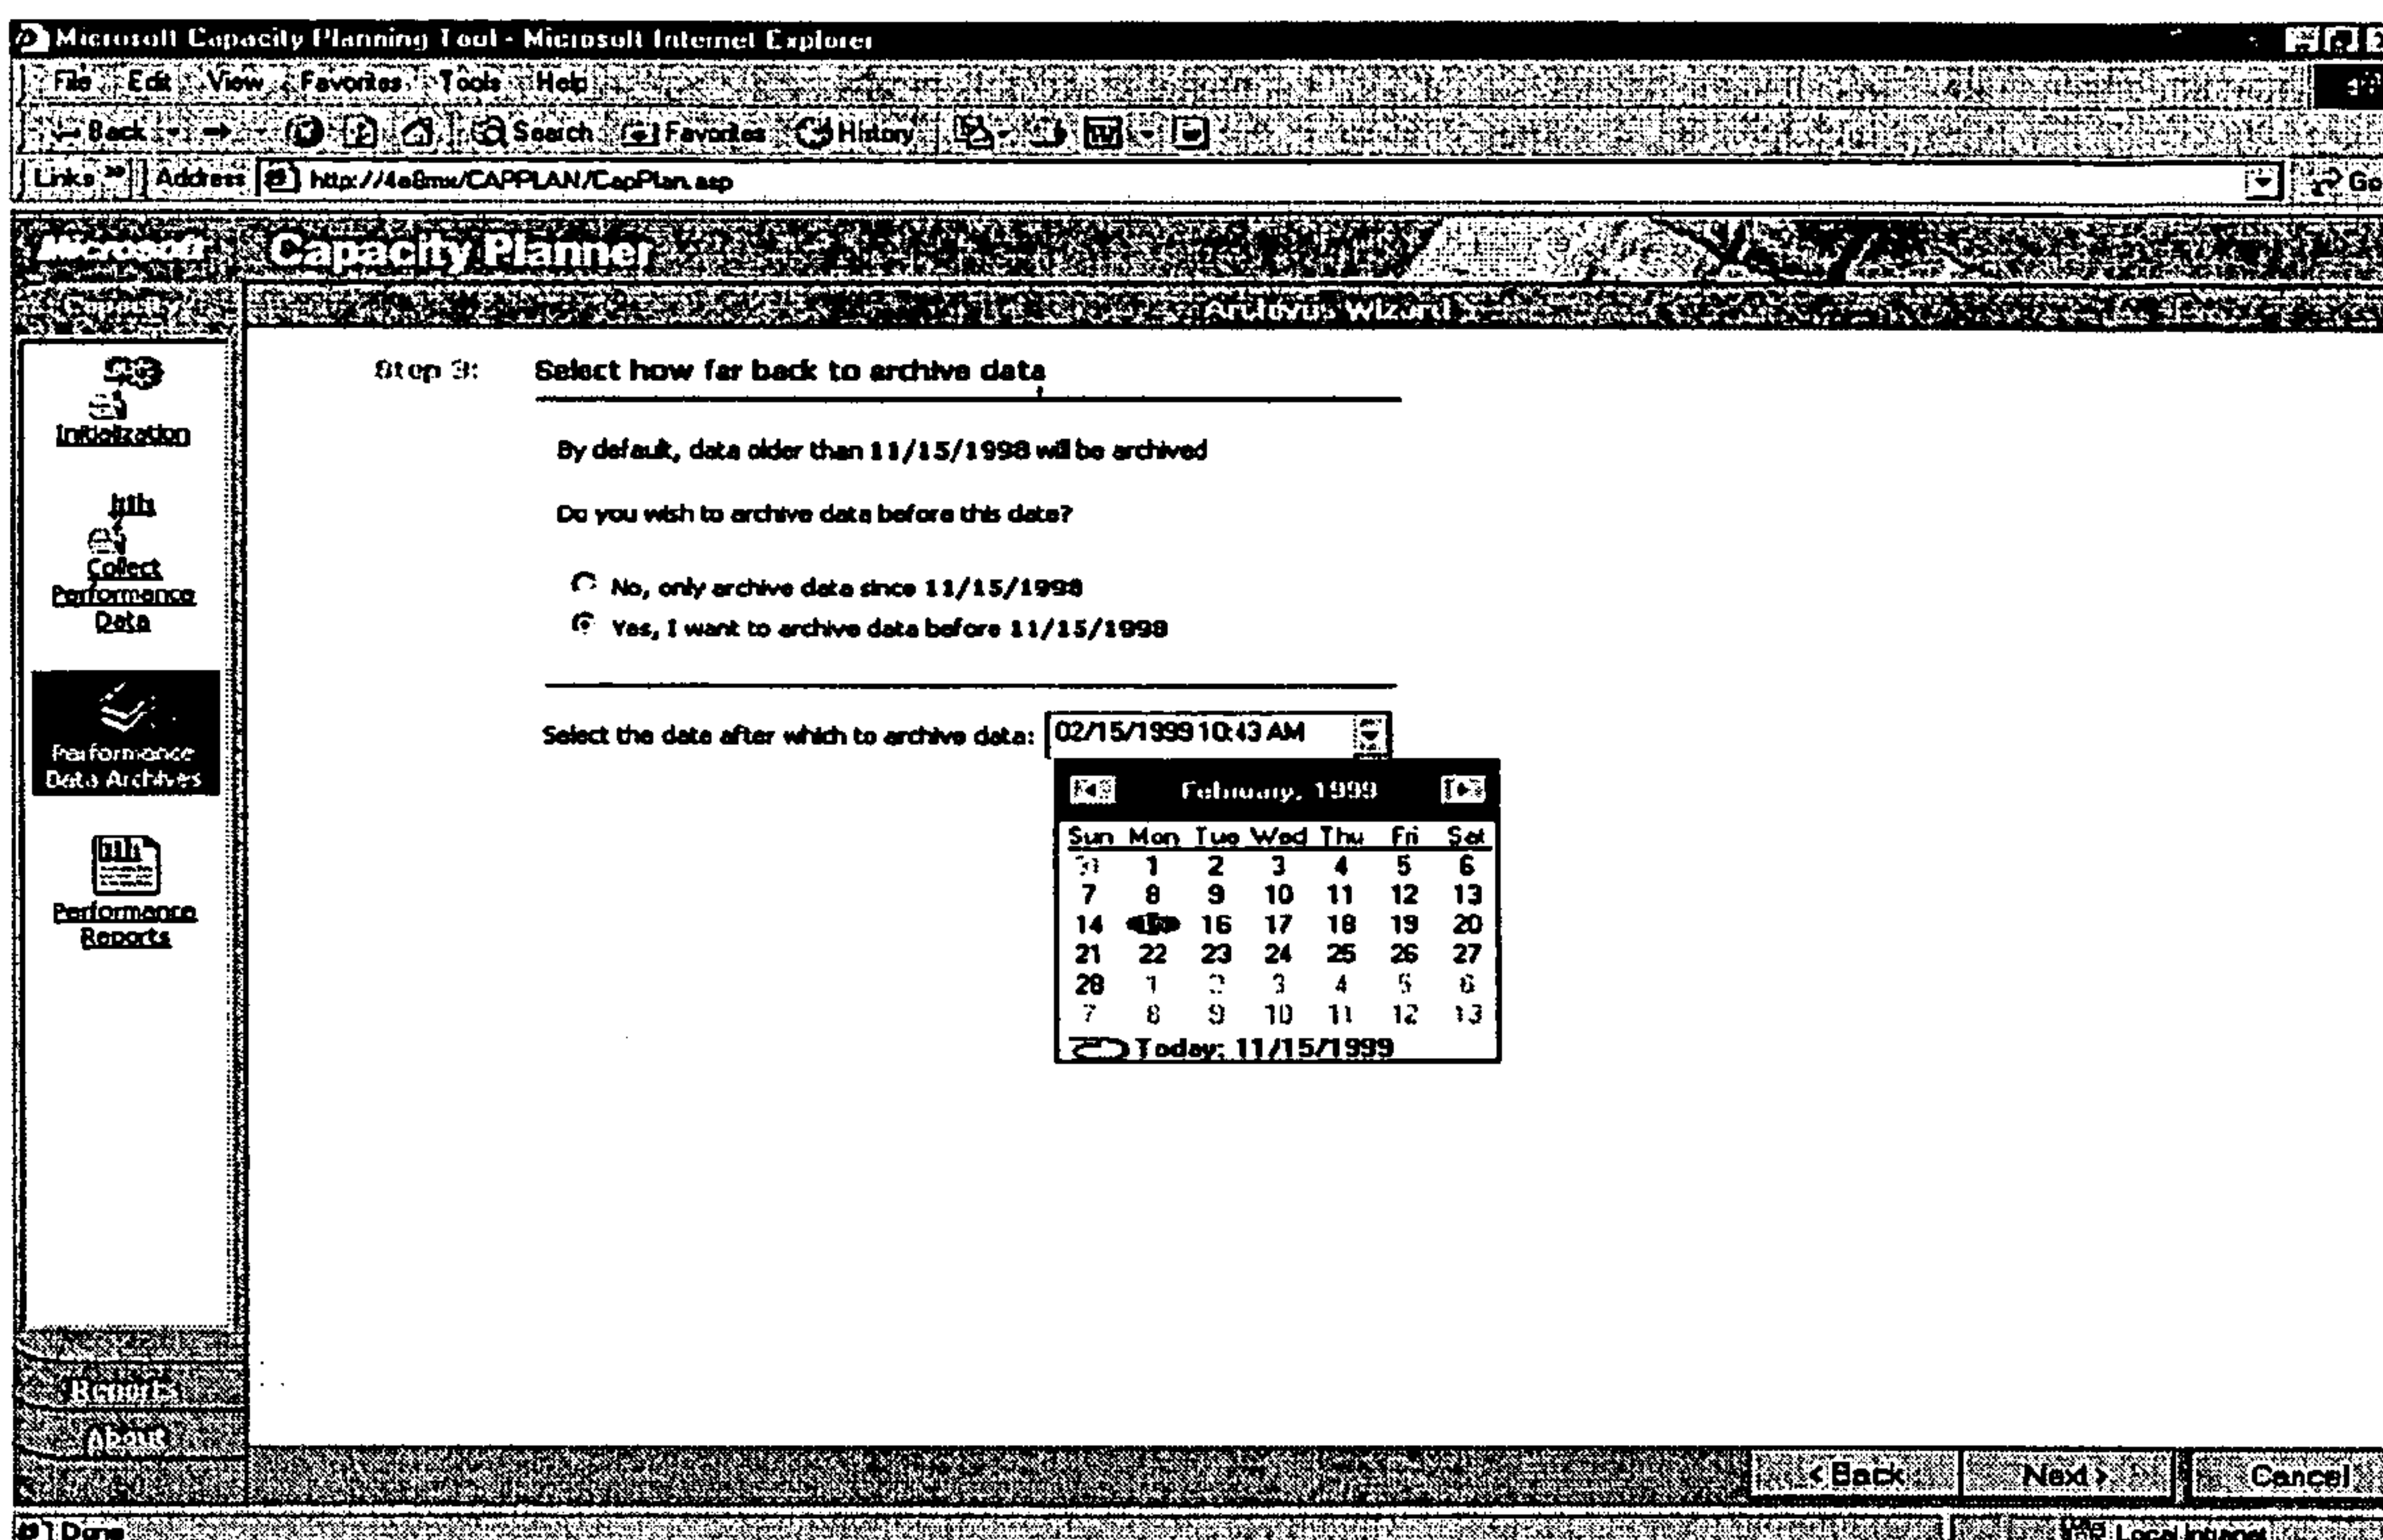 Microsoft Capacity Planning Tool - Microsoft Internet Explorer
File Edit View Favorites Tools Help
Back Search Favorites History
Links » Address http://4e8mx/CAPPLAN/CapPlan.asp Go
Microsoft Capacity Planner
Capacity Archives Wizard
Step 3: Select how far back to archive data
Initialization
By default, data older than 11/15/1998 will be archived
Do you wish to archive data before this date?
Collect
Performance
Data
No, only archive data since 11/15/1998
Yes, I want to archive data before 11/15/1998
Performance
Data Archives
Select the date after which to archive data: 02/15/1999 10:43 AM
February, 1999
Sun Mon Tue Wed Thu Fri Sat
31 1 2 3 4 5 6
7 8 9 10 11 12 13
14 15 16 17 18 19 20
21 22 23 24 25 26 27
28 1 2 3 4 5 6
7 8 9 10 11 12 13
Today: 11/15/1999
Performance
Reports
Reports
About
< Back Next > Cancel
Done Local intranet